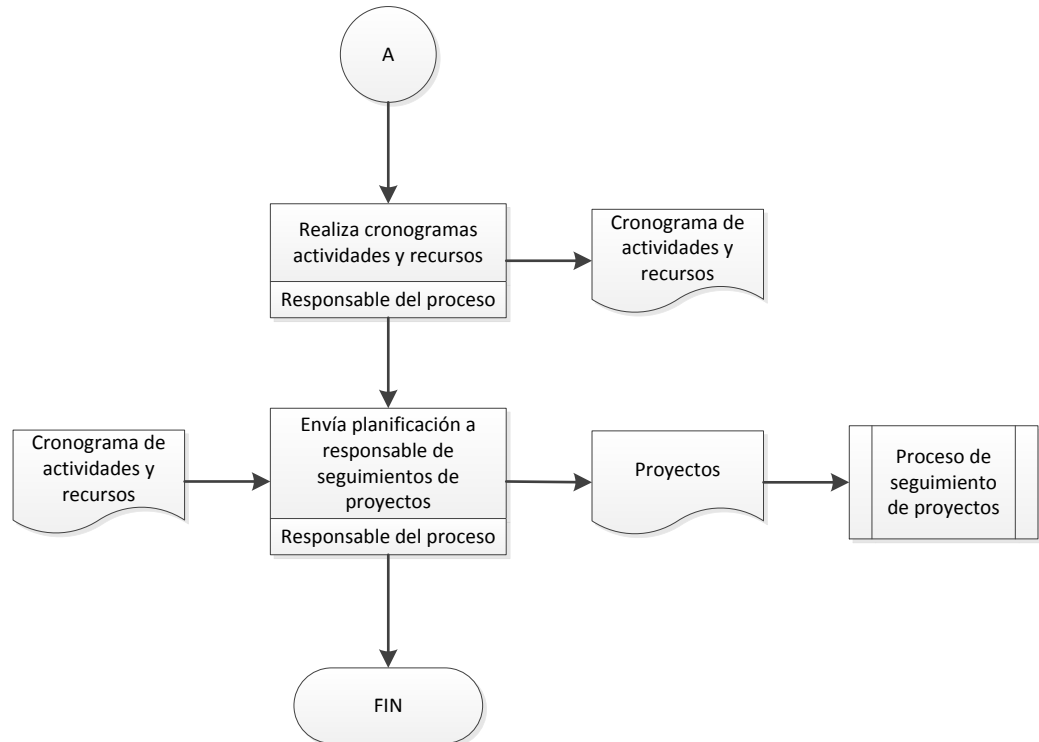 A
Realiza cronogramas
actividades y recursos
Responsable del proceso
Cronograma de
actividades y
recursos
Cronograma de
actividades y
recursos
Envía planificación a
responsable de
seguimientos de
proyectos
Responsable del proceso
Proyectos
Proceso de
seguimiento
de proyectos
FIN